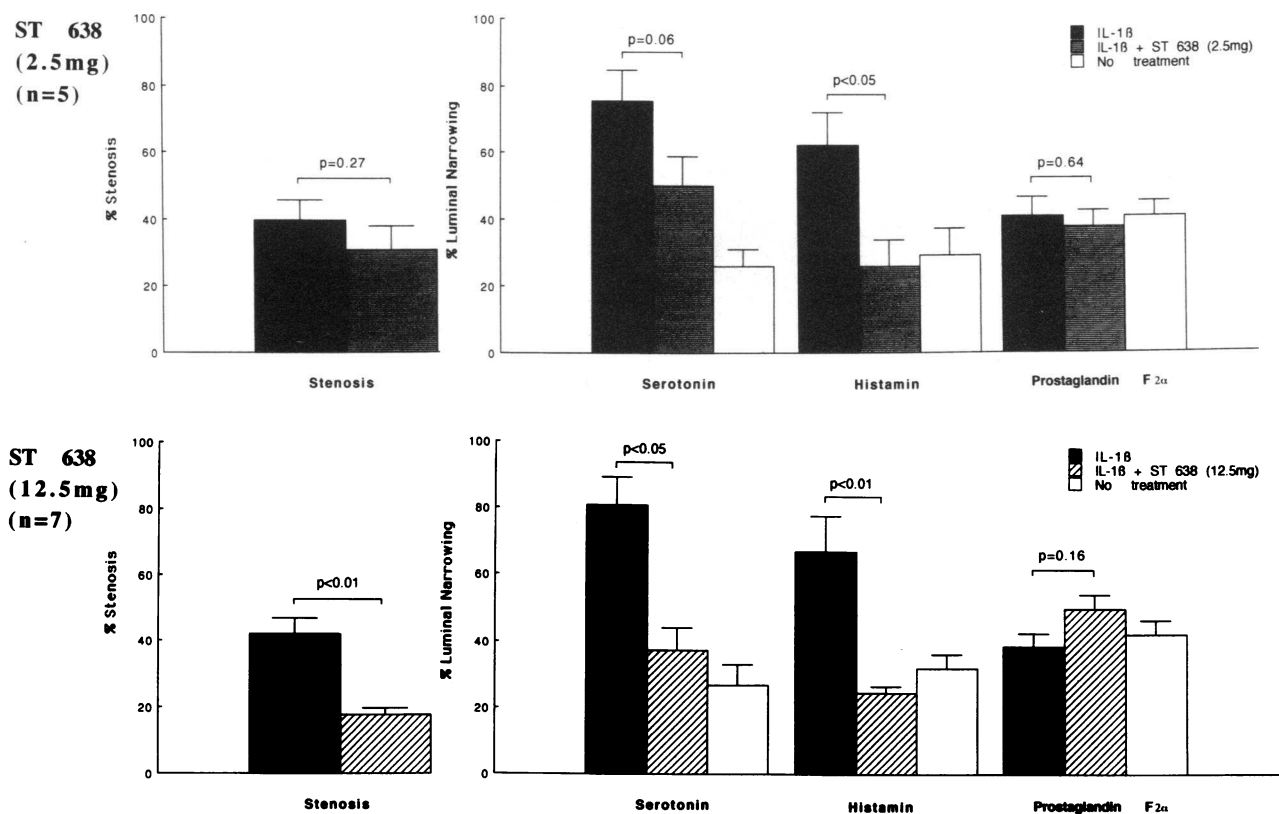 ST 638
(2.5mg)
(n=5)
% Stenosis
100
80
60
40
20
0
p=0.27
Stenosis
% Luminal Narrowing
100
80
60
40
20
0
p=0.06
p<0.05
p=0.64
IL-1ß
IL-1ß + ST 638 (2.5mg)
No treatment
Serotonin
Histamin
Prostaglandin F2α
ST 638
(12.5mg)
(n=7)
% Stenosis
100
80
60
40
20
0
p<0.01
Stenosis
% Luminal Narrowing
100
80
60
40
20
0
p<0.05
p<0.01
p=0.16
IL-1ß
IL-1ß + ST 638 (12.5mg)
No treatment
Serotonin
Histamin
Prostaglandin F2α